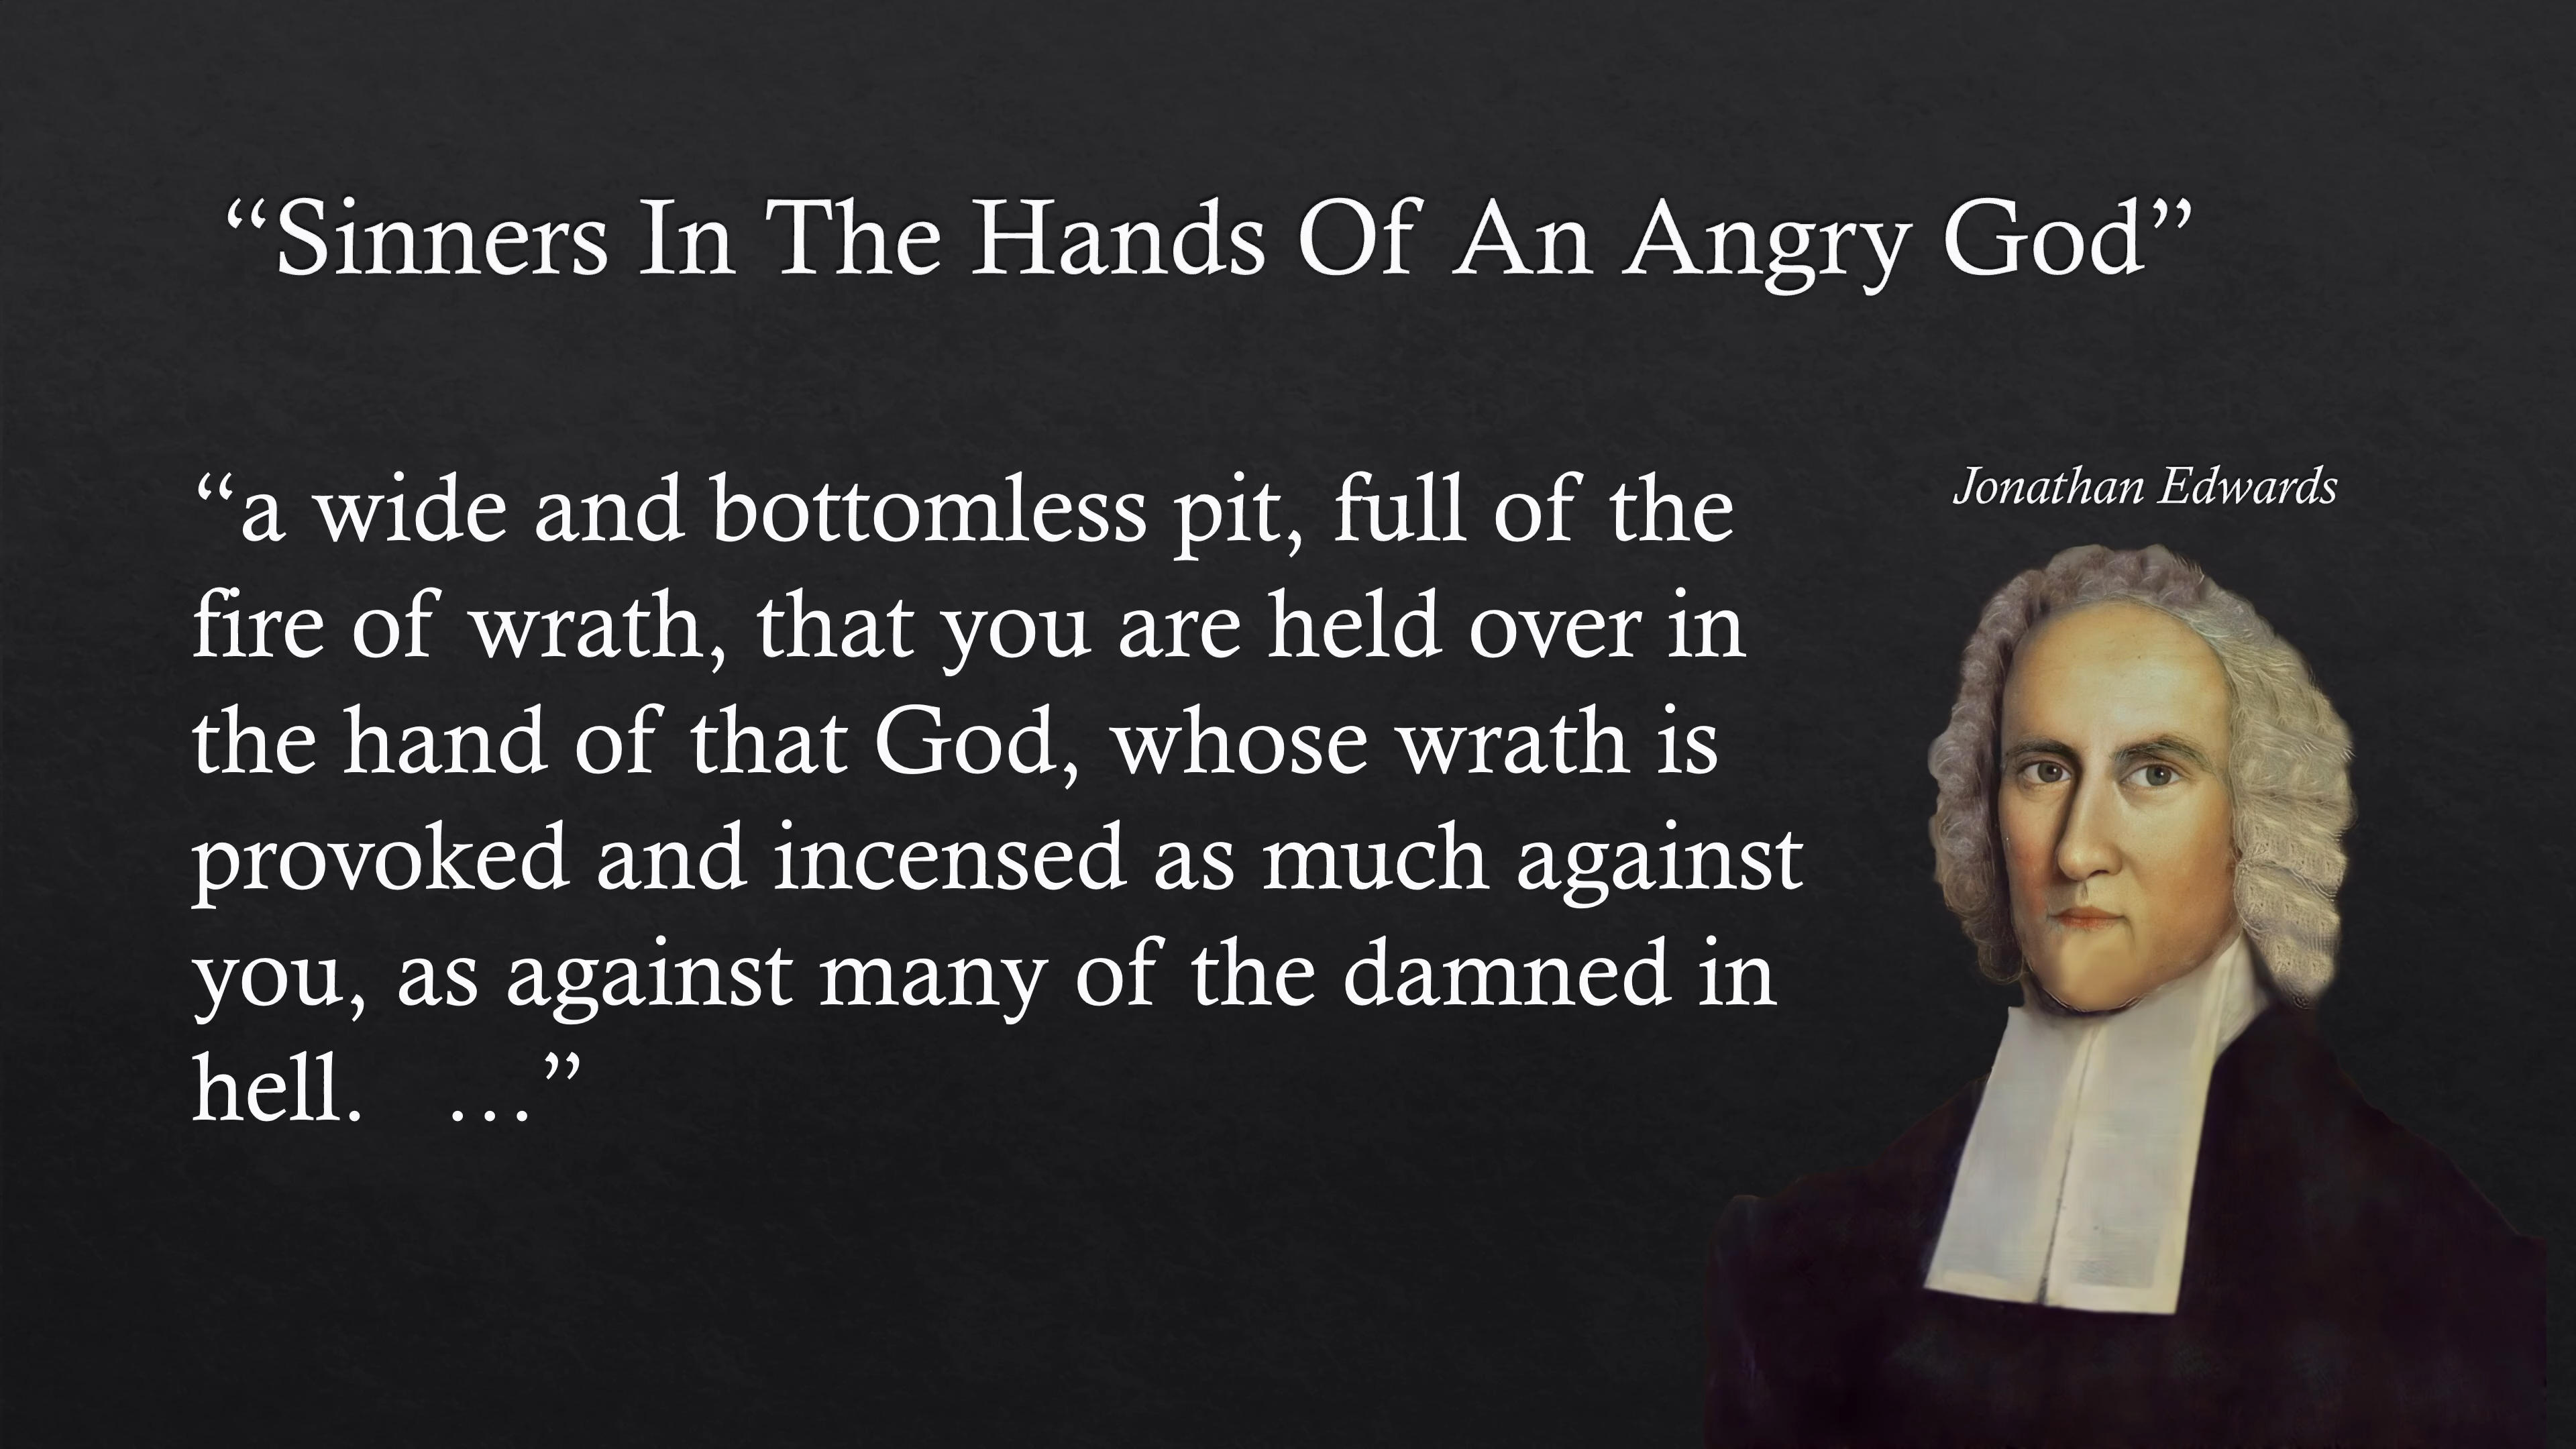 “Sinners In The Hands Of An Angry God”
“a wide and bottomless pit, full of the
fire of wrath, that you are held over in
the hand of that God, whose wrath is
provoked and incensed as much against
you, as against many of the damned in
hell.   …”
Jonathan Edwards